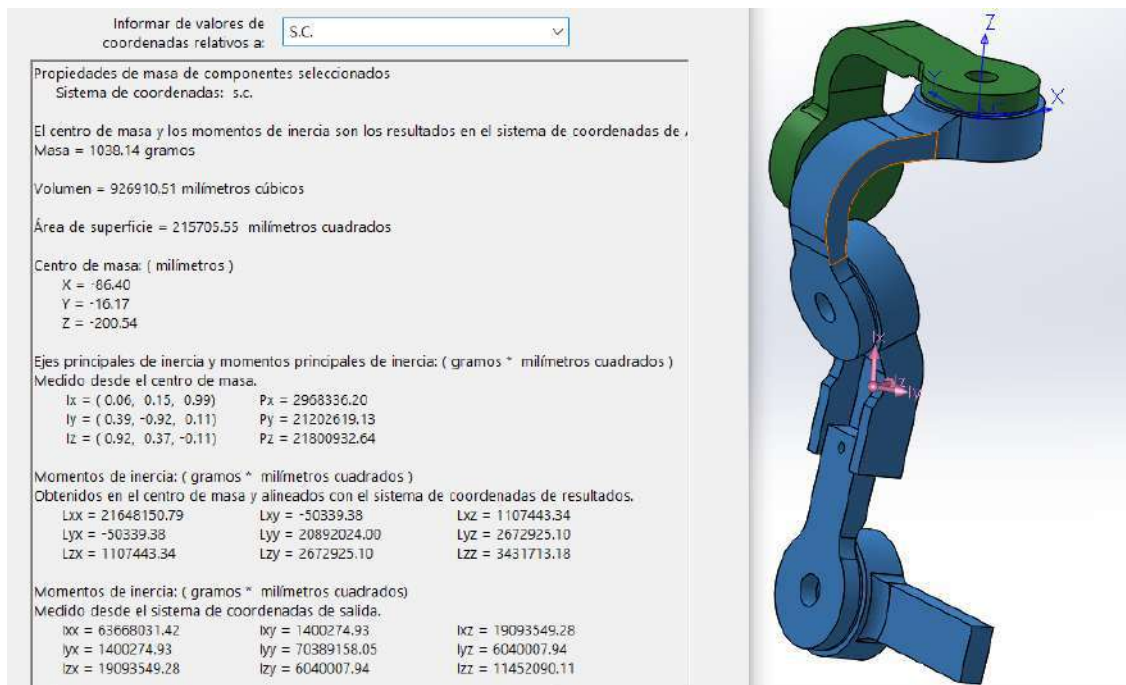 Informar de valores de
coordenadas relativos a:
S.C.
Propiedades de masa de componentes seleccionados
Sistema de coordenadas: s.c.
El centro de masa y los momentos de inercia son los resultados en el sistema de coordenadas de
Masa = 1038.14 gramos
Volumen = 926910.51 milímetros cúbicos
Área de superficie = 215705.55 milímetros cuadrados
Centro de masa: ( milímetros )
X = -86.40
Y = -16.17
Z = -200.54
Ejes principales de inercia y momentos principales de inercia: ( gramos * milímetros cuadrados )
Medido desde el centro de masa.
Ix = ( 0.06, 0.15, 0.99) Px = 2968336.20
Iy = ( 0.39, -0.92, 0.11) Py = 21202619.13
Iz = ( 0.92, 0.37, -0.11) Pz = 21800932.64
Momentos de inercia: ( gramos * milímetros cuadrados )
Obtenidos en el centro de masa y alineados con el sistema de coordenadas de resultados.
Lxx = 21648150.79 Lxy = -50339.38 Lxz = 1107443.34
Lyx = -50339.38 Lyy = 20892024.00 Lyz = 2672925.10
Lzx = 1107443.34 Lzy = 2672925.10 Lzz = 3431713.18
Momentos de inercia: ( gramos * milímetros cuadrados)
Medido desde el sistema de coordenadas de salida.
Ixx = 63668031.42 Ixy = 1400274.93 Ixz = 19093549.28
Iyx = 1400274.93 Iyy = 70389158.05 Iyz = 6040007.94
Izx = 19093549.28 Izy = 6040007.94 Izz = 11452090.11
Z
Y
X
Ix
Iz
Iy